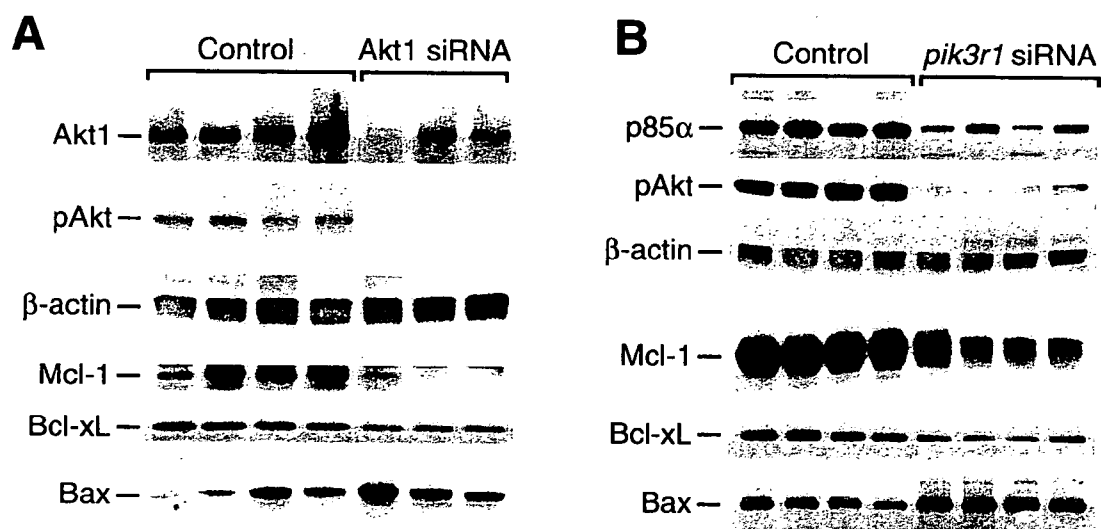 A
Control Akt1 siRNA
Akt1
pAkt
β-actin
Mcl-1
Bcl-xL
Bax
B
Control pik3r1 siRNA
p85α
pAkt
β-actin
Mcl-1
Bcl-xL
Bax